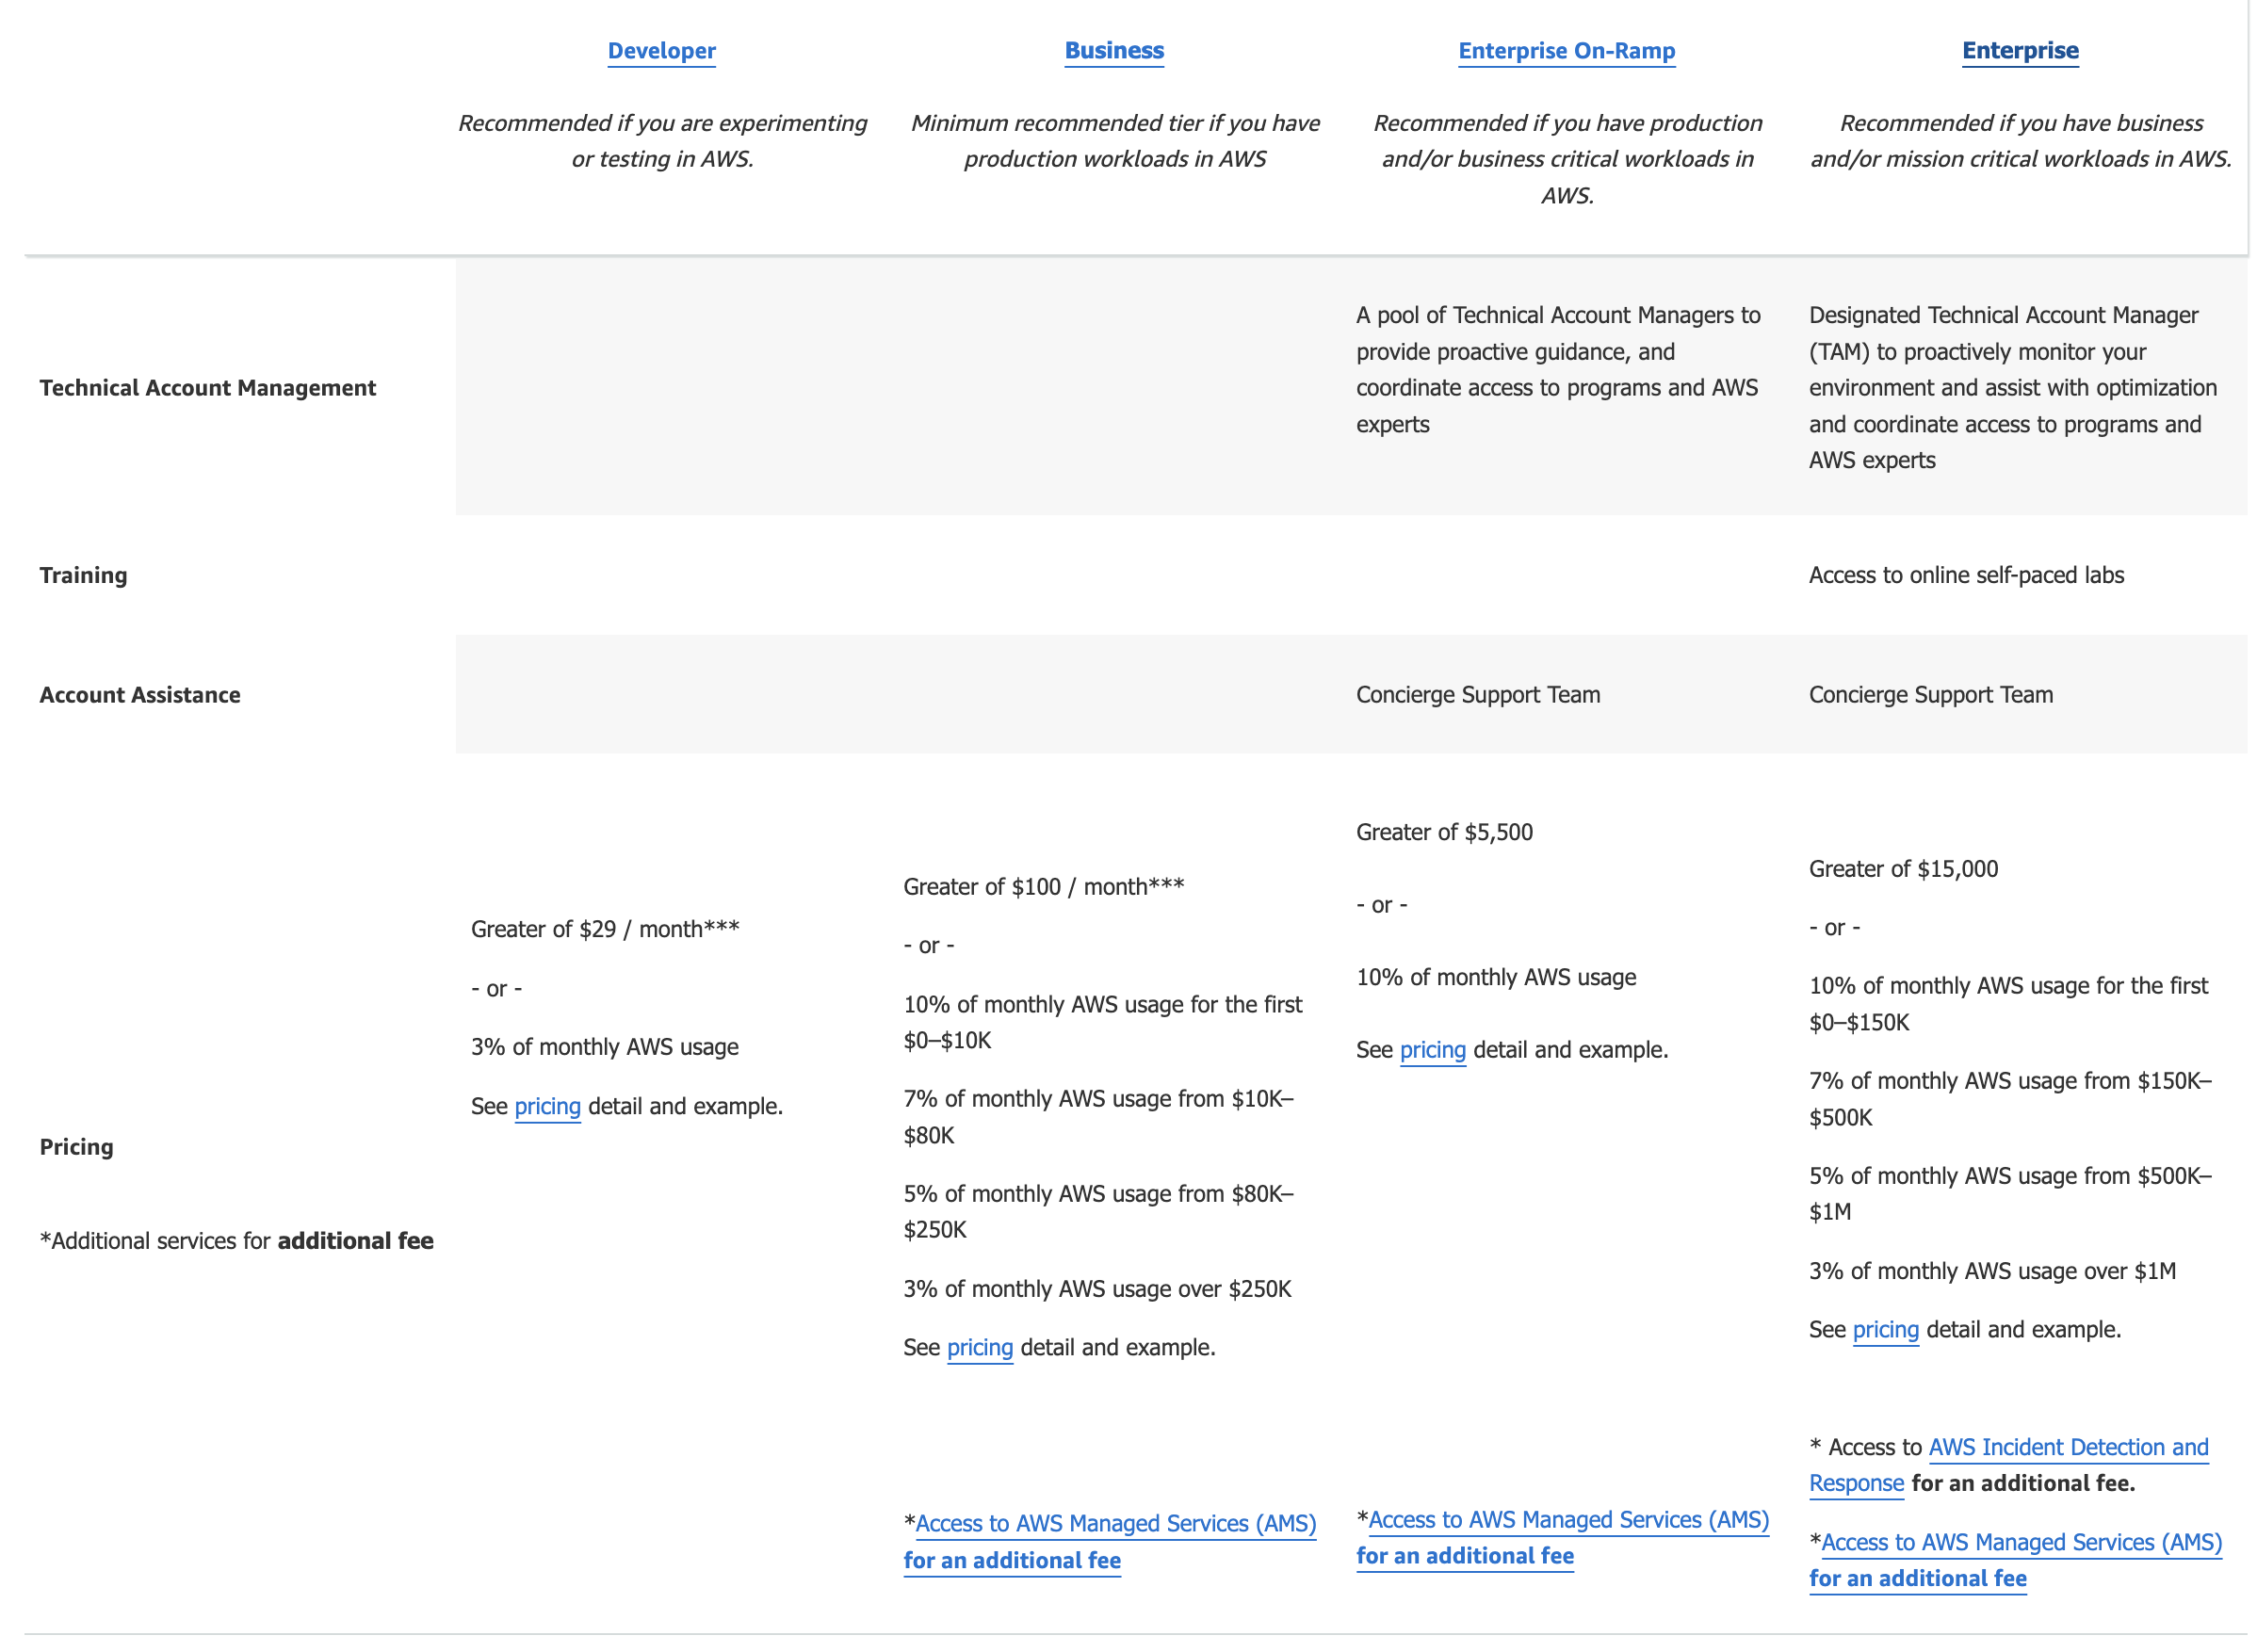 Developer
Recommended if you are experimenting
or testing in AWS.
Business
Minimum recommended tier if you have
production workloads in AWS
Enterprise On-Ramp
Recommended if you have production
and/or business critical workloads in
AWS.
Enterprise
Recommended if you have business
and/or mission critical workloads in AWS.
Technical Account Management
A pool of Technical Account Managers to
provide proactive guidance, and
coordinate access to programs and AWS
experts
Designated Technical Account Manager
(TAM) to proactively monitor your
environment and assist with optimization
and coordinate access to programs and
AWS experts
Training
Access to online self-paced labs
Account Assistance
Concierge Support Team
Concierge Support Team
Pricing
*Additional services for additional fee
Greater of $29 / month***
- or -
3% of monthly AWS usage
See pricing detail and example.
Greater of $100 / month***
- or -
10% of monthly AWS usage for the first
$0–$10K
7% of monthly AWS usage from $10K–
$80K
5% of monthly AWS usage from $80K–
$250K
3% of monthly AWS usage over $250K
See pricing detail and example.
*Access to AWS Managed Services (AMS)
for an additional fee
Greater of $5,500
- or -
10% of monthly AWS usage
See pricing detail and example.
*Access to AWS Managed Services (AMS)
for an additional fee
Greater of $15,000
- or -
10% of monthly AWS usage for the first
$0–$150K
7% of monthly AWS usage from $150K–
$500K
5% of monthly AWS usage from $500K–
$1M
3% of monthly AWS usage over $1M
See pricing detail and example.
* Access to AWS Incident Detection and
Response for an additional fee.
*Access to AWS Managed Services (AMS)
for an additional fee